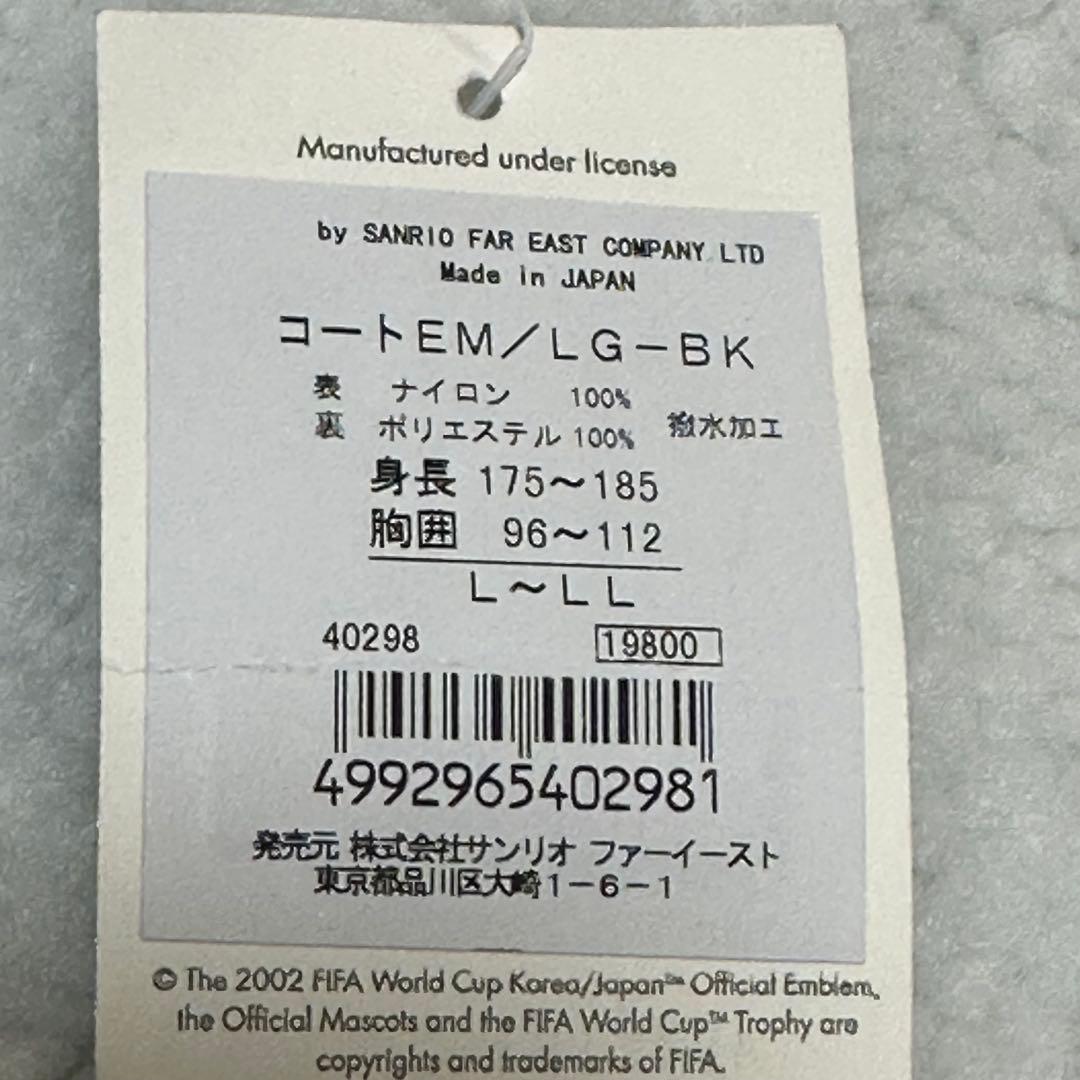 Manufactured under license
by SANRIO FAR EAST COMPANY LTD
Made in JAPAN
コートEM／LG－BK
表 ナイロン 100%
裏 ポリエステル 100% 撥水加工
身長 175～185
胸囲 96～112
L～LL
40298 19800
4992965402981
発売元 株式会社サンリオ ファーイースト
東京都品川区大崎1－6－1
© The 2002 FIFA World Cup Korea/Japan™ Official Emblem,
the Official Mascots and the FIFA World Cup™ Trophy are
copyrights and trademarks of FIFA.